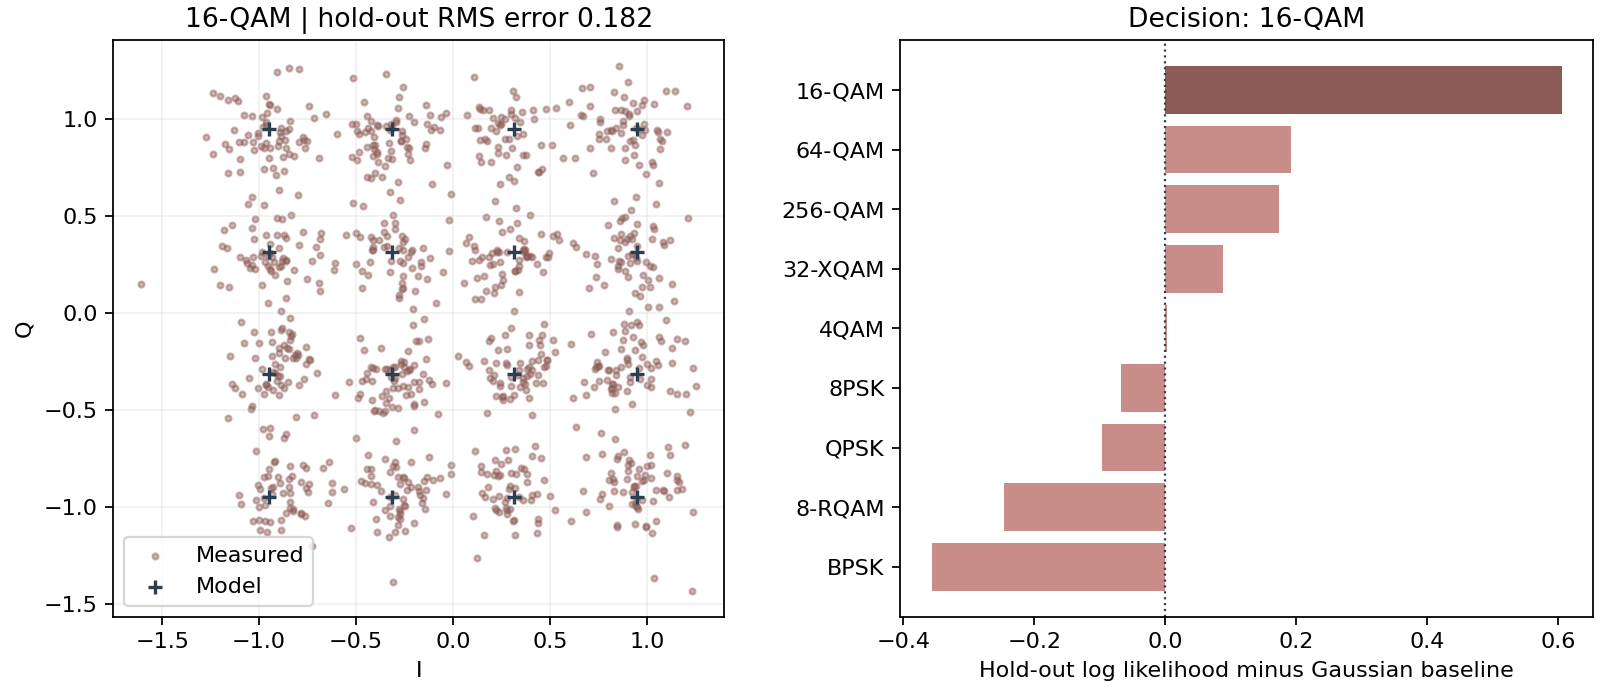 16-QAM | hold-out RMS error 0.182
1.0
0.5
0.0
−0.5
−1.0
−1.5
Q
Measured
Model
−1.5
−1.0
−0.5
0.0
0.5
1.0
I
Decision: 16-QAM
16-QAM
64-QAM
256-QAM
32-XQAM
4QAM
8PSK
QPSK
8-RQAM
BPSK
−0.4
−0.2
0.0
0.2
0.4
0.6
Hold-out log likelihood minus Gaussian baseline